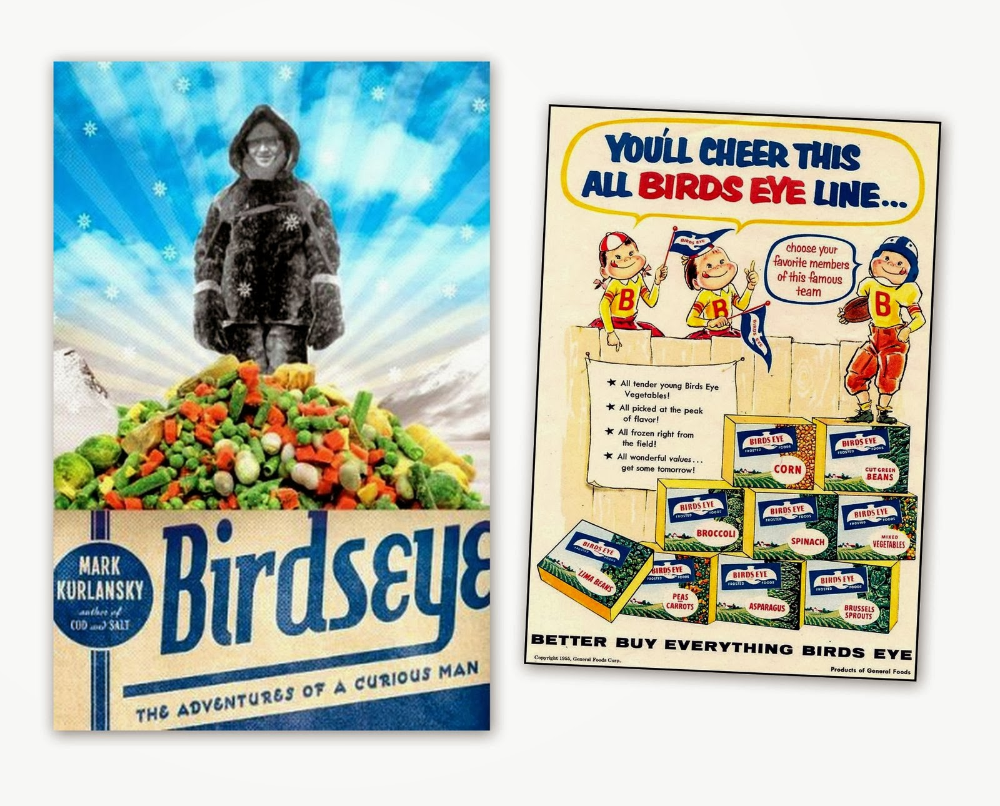 MARK
KURLANSKY
author of
COD and SALT
Birdseye
THE ADVENTURES OF A CURIOUS MAN
YOU'LL CHEER THIS
ALL BIRDS EYE LINE...
BIRDS EYE
B
B
BIRDS EYE
choose your
favorite members
of this famous
team
B
★ All tender young Birds Eye
Vegetables!
★ All picked at the peak
of flavor!
★ All frozen right from
the field!
★ All wonderful values...
get some tomorrow!
BIRDS EYE
FROSTED FOODS
CORN
BIRDS EYE
FROSTED FOODS
CUT GREEN
BEANS
BIRDS EYE
FROSTED FOODS
BROCCOLI
BIRDS EYE
FROSTED FOODS
SPINACH
BIRDS EYE
FROSTED FOODS
MIXED
VEGETABLES
BIRDS EYE
FROSTED FOODS
LIMA BEANS
BIRDS EYE
FROSTED FOODS
PEAS
CARROTS
BIRDS EYE
FROSTED FOODS
ASPARAGUS
BIRDS EYE
FROSTED FOODS
BRUSSELS
SPROUTS
BETTER BUY EVERYTHING BIRDS EYE
Copyright 1955, General Foods Corp.
Products of General Foods